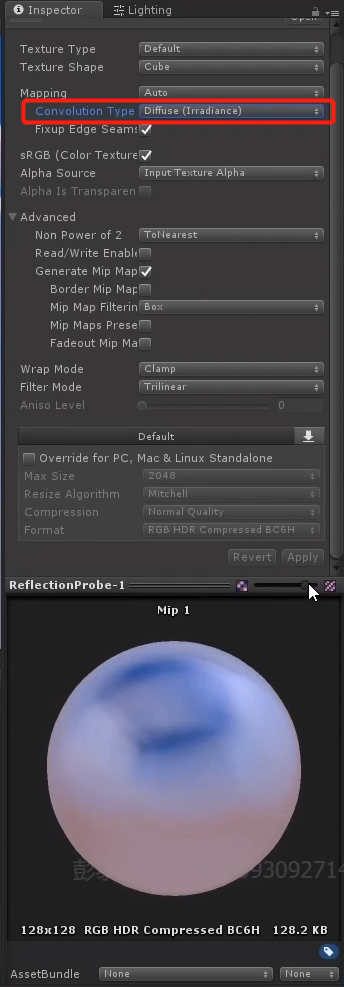 Inspector
Lighting
Open
Texture Type
Default
Texture Shape
Cube
Mapping
Auto
Convolution Type
Diffuse (Irradiance)
Fixup Edge Seams
sRGB (Color Texture
Alpha Source
Input Texture Alpha
Alpha Is Transparen
Advanced
Non Power of 2
ToNearest
Read/Write Enable
Generate Mip Map
Border Mip Map
Mip Map Filterin
Box
Mip Maps Prese
Fadeout Mip Ma
Wrap Mode
Clamp
Filter Mode
Trilinear
Aniso Level
0
Default
Override for PC, Mac & Linux Standalone
Max Size
2048
Resize Algorithm
Mitchell
Compression
Normal Quality
Format
RGB HDR Compressed BC6H
Revert
Apply
ReflectionProbe-1
Mip 1
128x128 RGB HDR Compressed BC6H 128.2 KB
AssetBundle
None
None